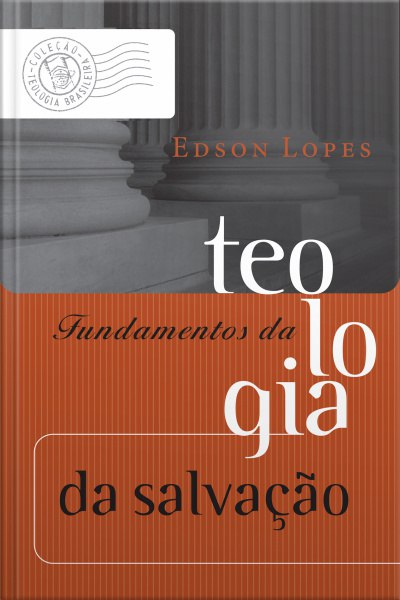 COLEÇÃO
TEOLOGIA BRASILEIRA
EDSON LOPES
teo
Fundamentos da
lo
gia
da salvação